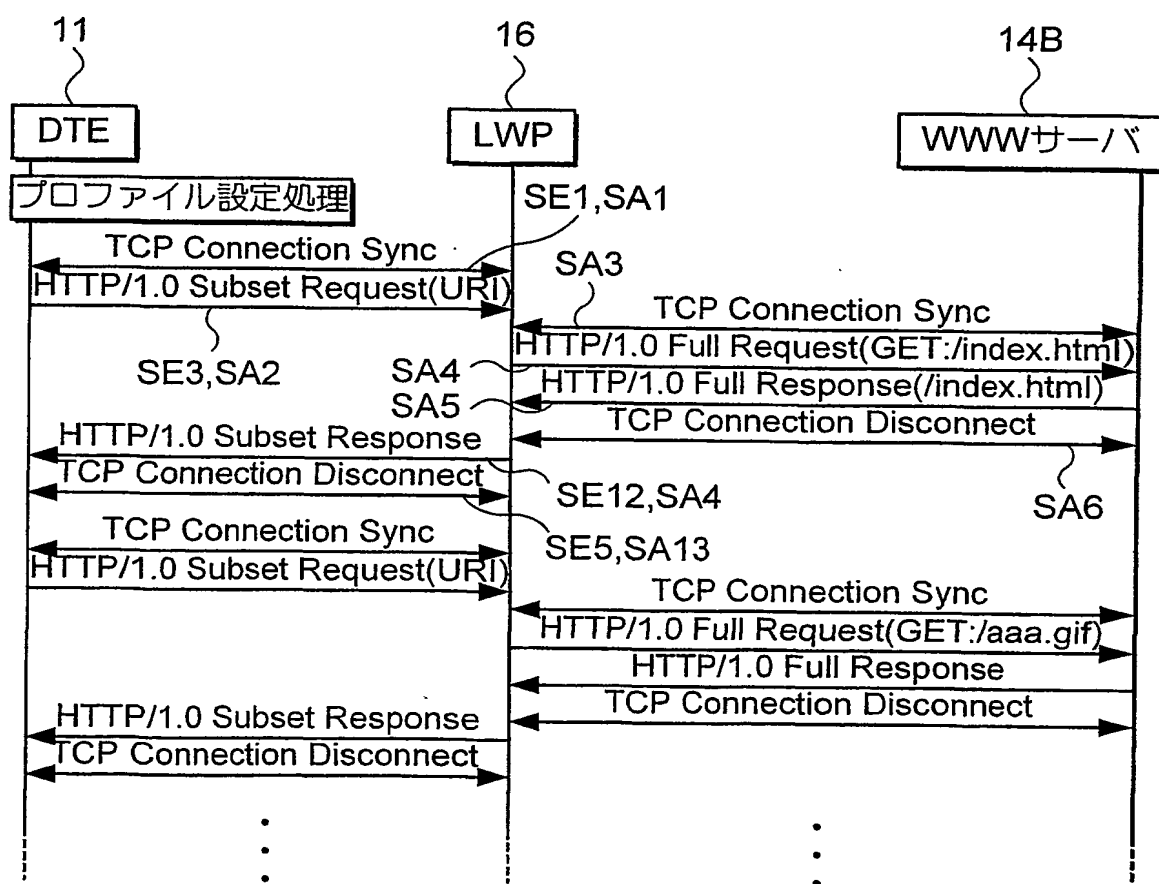 11
16
14B
DTE
LWP
WWWサーバ
プロファイル設定処理
SE1,SA1
TCP Connection Sync
SA3
HTTP/1.0 Subset Request(URI)
TCP Connection Sync
HTTP/1.0 Full Request(GET:/index.html)
SE3,SA2
SA4
HTTP/1.0 Full Response(/index.html)
SA5
TCP Connection Disconnect
HTTP/1.0 Subset Response
TCP Connection Disconnect
SE12,SA4
SA6
TCP Connection Sync
SE5,SA13
HTTP/1.0 Subset Request(URI)
TCP Connection Sync
HTTP/1.0 Full Request(GET:/aaa.gif)
HTTP/1.0 Full Response
TCP Connection Disconnect
HTTP/1.0 Subset Response
TCP Connection Disconnect